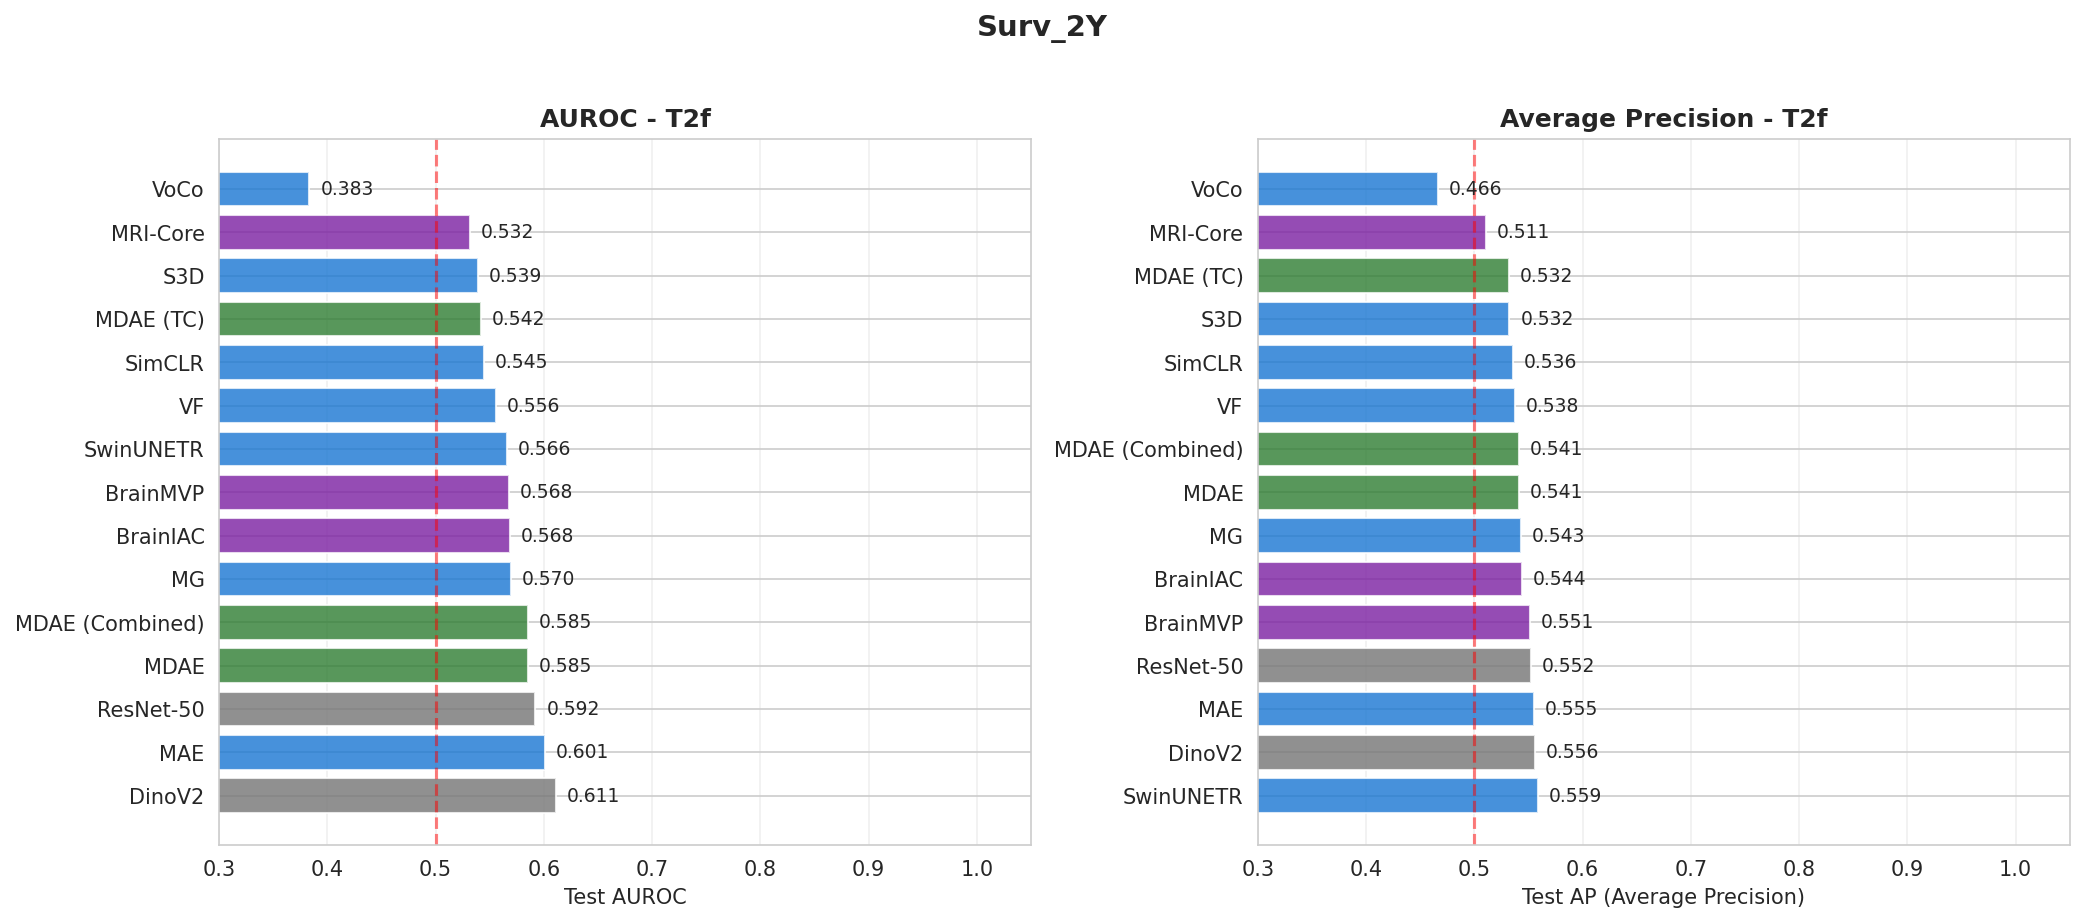 Surv_2Y
AUROC - T2f
VoCo 0.383
MRI-Core 0.532
S3D 0.539
MDAE (TC) 0.542
SimCLR 0.545
VF 0.556
SwinUNETR 0.566
BrainMVP 0.568
BrainIAC 0.568
MG 0.570
MDAE (Combined) 0.585
MDAE 0.585
ResNet-50 0.592
MAE 0.601
DinoV2 0.611
0.3 0.4 0.5 0.6 0.7 0.8 0.9 1.0
Test AUROC
Average Precision - T2f
VoCo 0.466
MRI-Core 0.511
MDAE (TC) 0.532
S3D 0.532
SimCLR 0.536
VF 0.538
MDAE (Combined) 0.541
MDAE 0.541
MG 0.543
BrainIAC 0.544
BrainMVP 0.551
ResNet-50 0.552
MAE 0.555
DinoV2 0.556
SwinUNETR 0.559
0.3 0.4 0.5 0.6 0.7 0.8 0.9 1.0
Test AP (Average Precision)